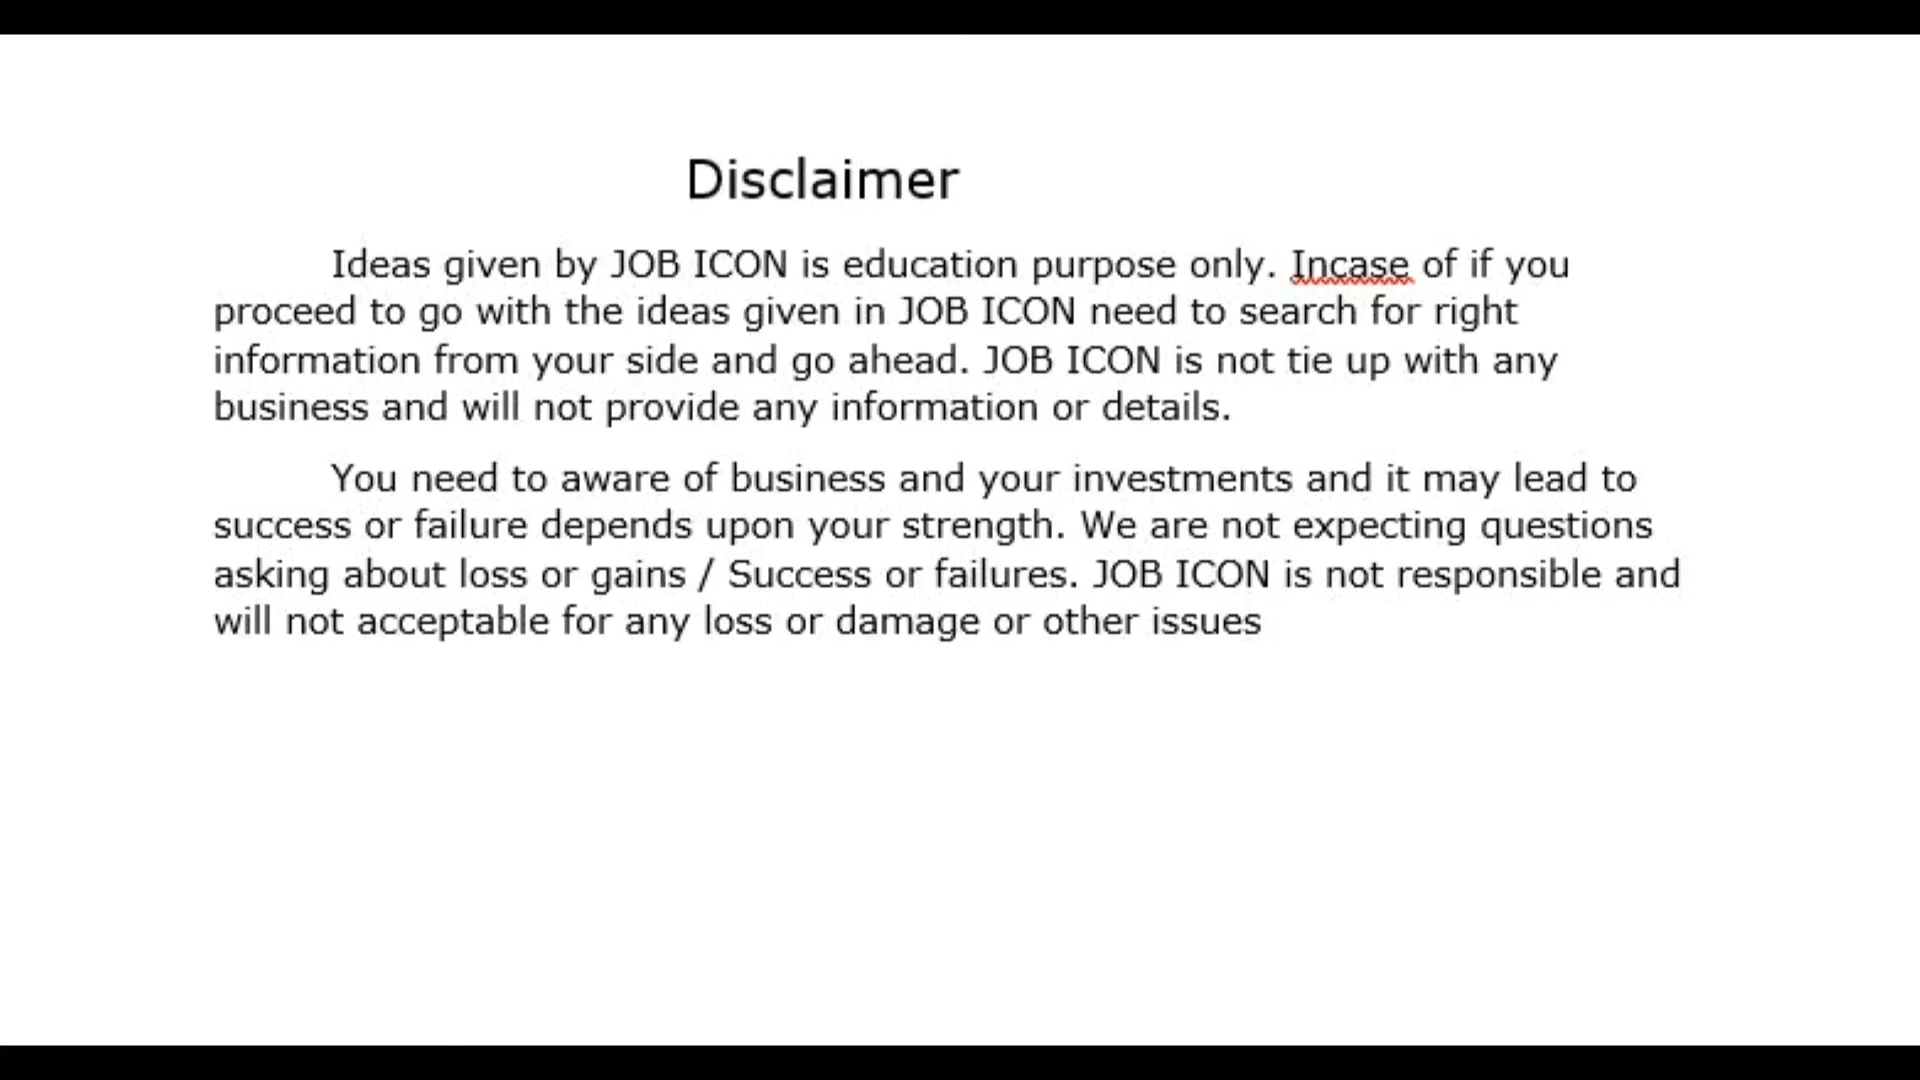 Disclaimer
Ideas given by JOB ICON is education purpose only. Incase of if you
proceed to go with the ideas given in JOB ICON need to search for right
information from your side and go ahead. JOB ICON is not tie up with any
business and will not provide any information or details.
You need to aware of business and your investments and it may lead to
success or failure depends upon your strength. We are not expecting questions
asking about loss or gains / Success or failures. JOB ICON is not responsible and
will not acceptable for any loss or damage or other issues